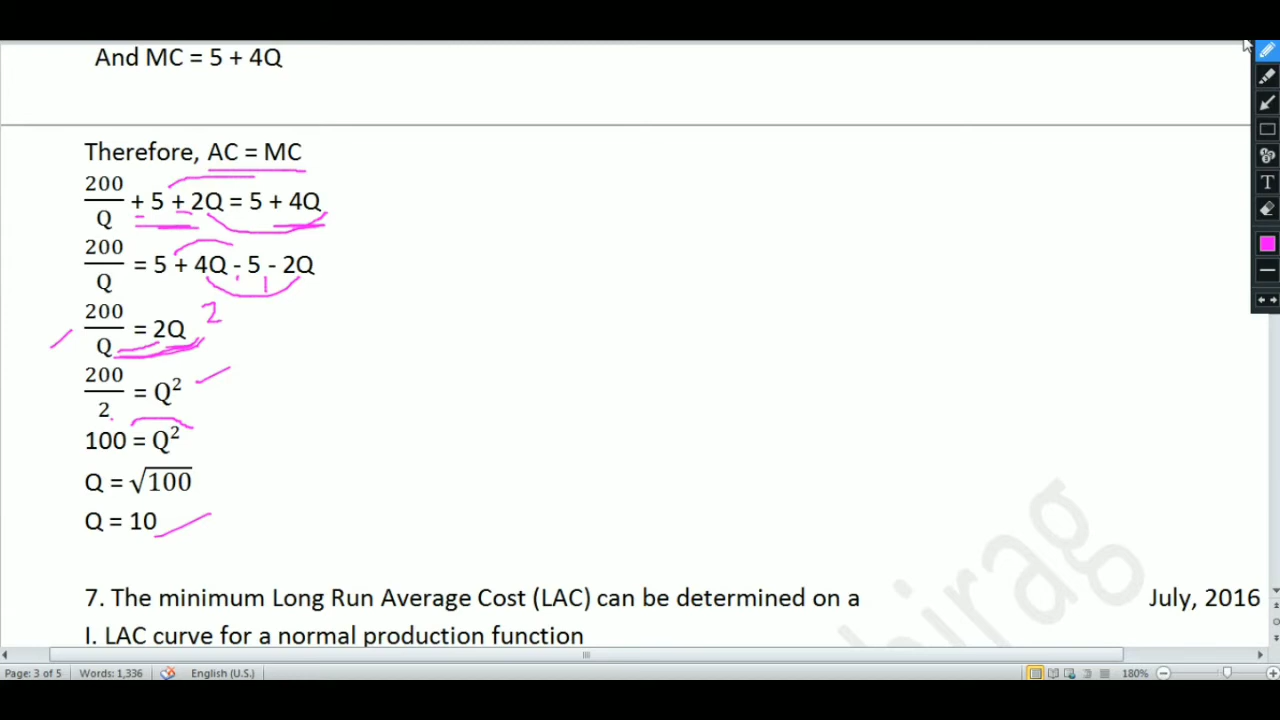 And MC = 5 + 4Q
Therefore, AC = MC
200/Q + 5 + 2Q = 5 + 4Q
200/Q = 5 + 4Q - 5 - 2Q
200/Q = 2Q 2
200/2 = Q²
100 = Q²
Q = √100
Q = 10
7. The minimum Long Run Average Cost (LAC) can be determined on a July, 2016
I. LAC curve for a normal production function
Page: 3 of 5 Words: 1,336 English (U.S.) 180%
T